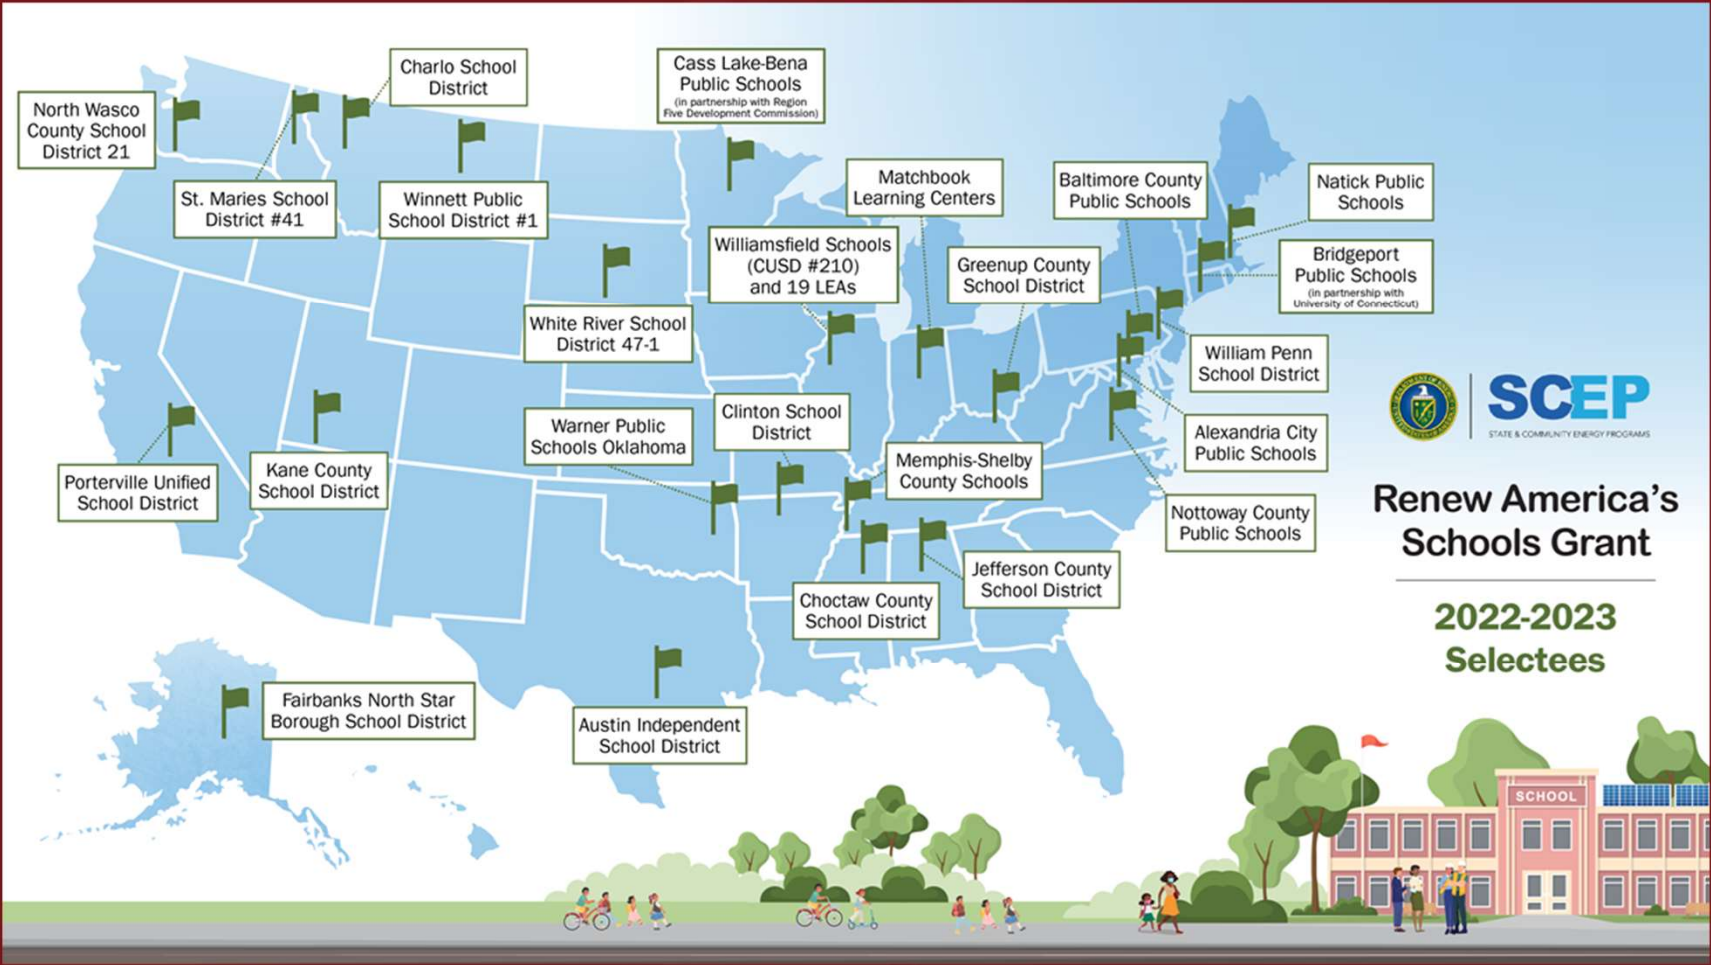 Charlo School
District
Cass Lake-Bena
Public Schools
(in partnership with Region
Five Development Commission)
North Wasco
County School
District 21
St. Maries School
District #41
Winnett Public
School District #1
Matchbook
Learning Centers
Baltimore County
Public Schools
Natick Public
Schools
Williamsfield Schools
(CUSD #210)
and 19 LEAs
Greenup County
School District
Bridgeport
Public Schools
(in partnership with
University of Connecticut)
White River School
District 47-1
William Penn
School District
Warner Public
Schools Oklahoma
Clinton School
District
Alexandria City
Public Schools
Porterville Unified
School District
Kane County
School District
Memphis-Shelby
County Schools
Nottoway County
Public Schools
Jefferson County
School District
Choctaw County
School District
Fairbanks North Star
Borough School District
Austin Independent
School District
SCEP
STATE & COMMUNITY ENERGY PROGRAMS
Renew America's
Schools Grant
2022-2023
Selectees
SCHOOL